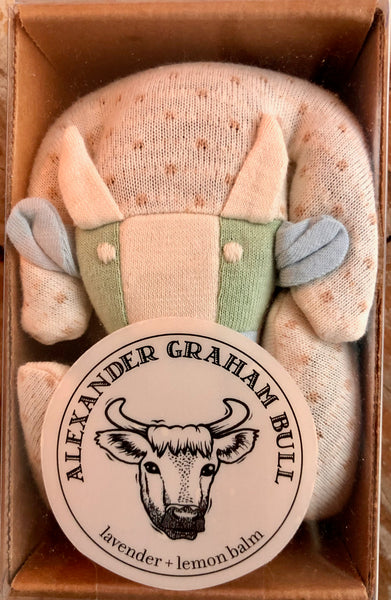 ALEXANDER GRAHAM BULL
lavender + lemon balm